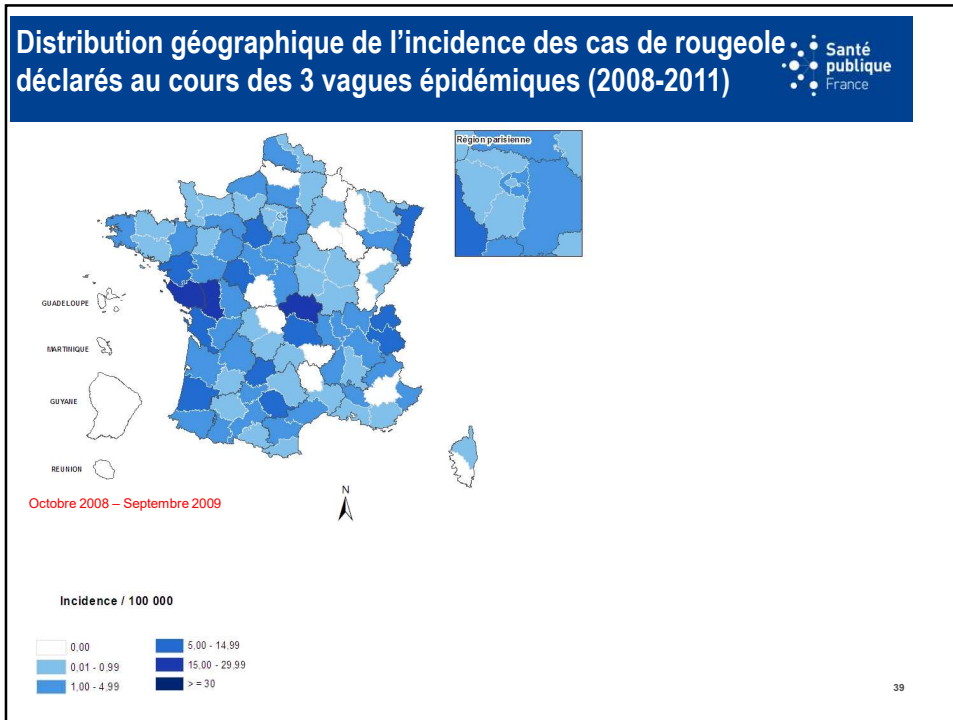 Distribution géographique de l’incidence des cas de rougeole
déclarés au cours des 3 vagues épidémiques (2008-2011)
Santé
publique
France
Région parisienne
GUADELOUPE
MARTINIQUE
GUYANE
REUNION
Octobre 2008 – Septembre 2009
N
Incidence / 100 000
0,00
0,01 - 0,99
1,00 - 4,99
5,00 - 14,99
15,00 - 29,99
> = 30
39